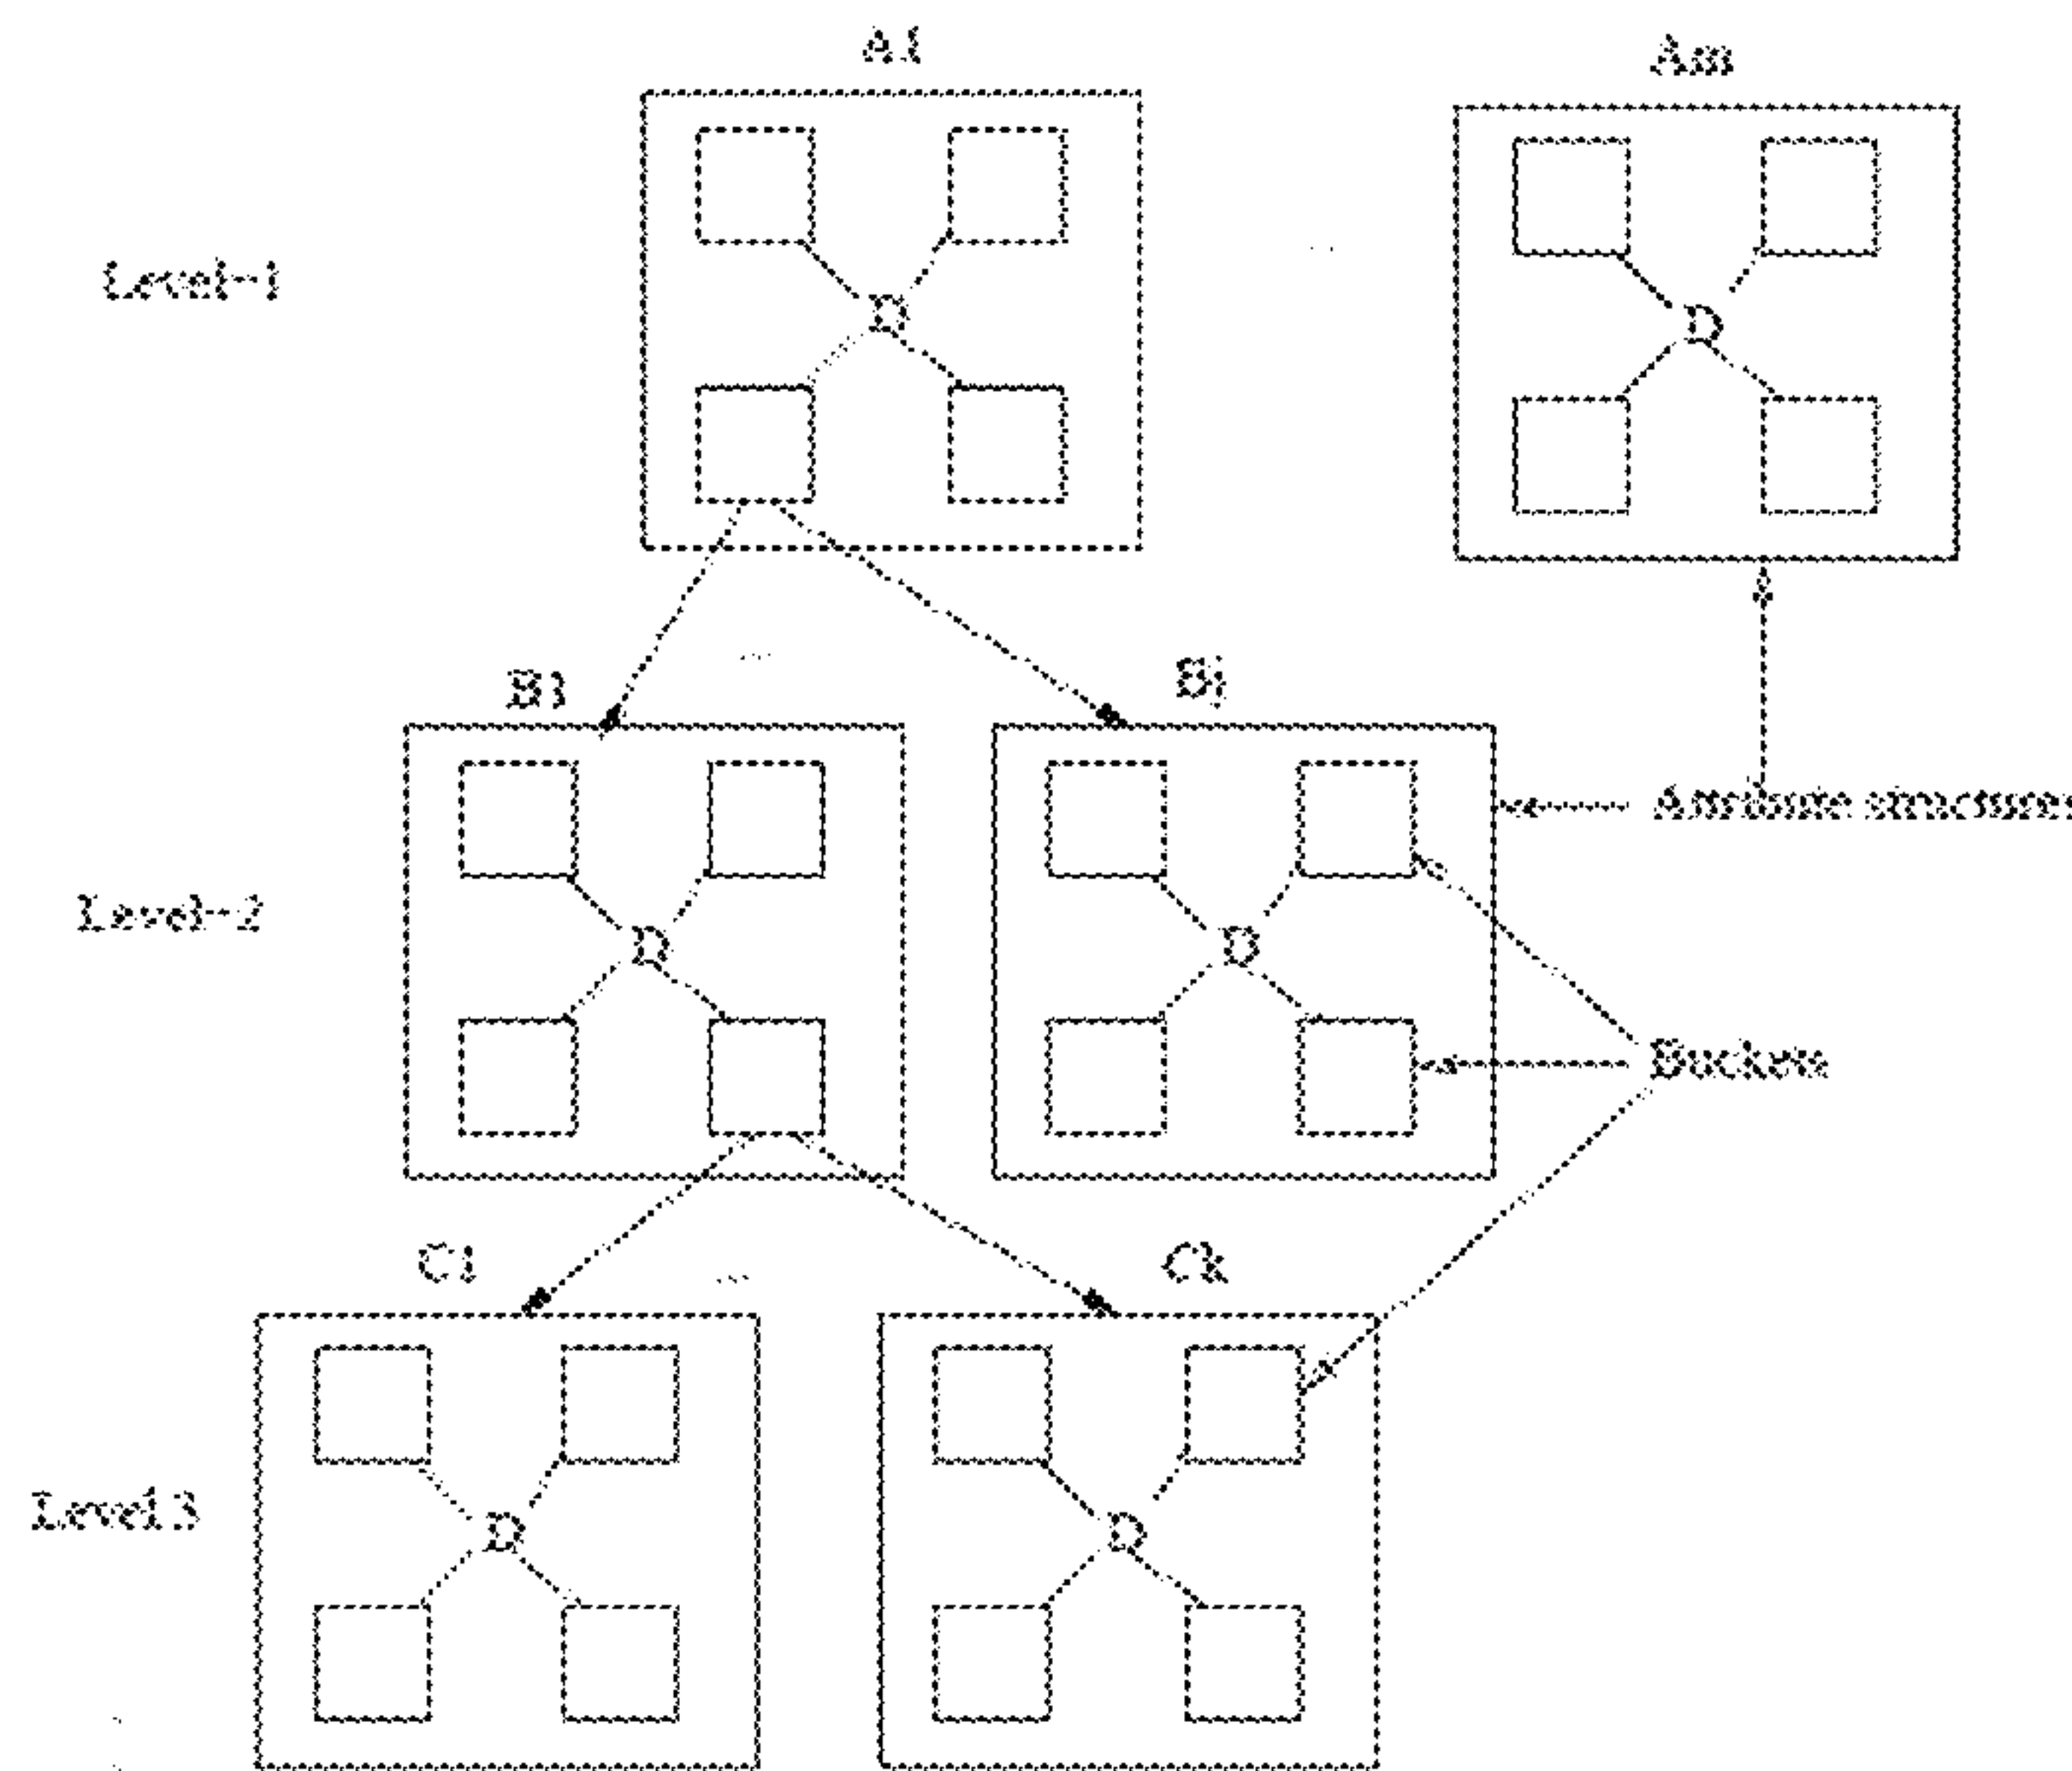 A1
Am
Level-1
D
D
B1
Bj
Attribute structures
Level-2
D
D
Buckets
C1
Ck
Level 3
D
D